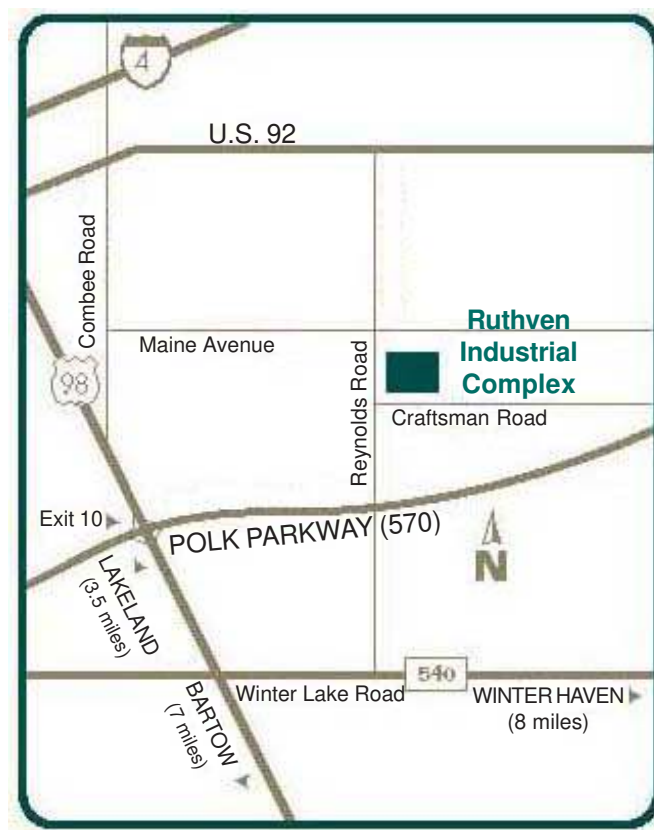 4
U.S. 92
Combee Road
Maine Avenue
Reynolds Road
Ruthven
Industrial
Complex
98
Craftsman Road
Exit 10
POLK PARKWAY (570)
N
LAKELAND
(3.5 miles)
540
BARTOW
(7 miles)
Winter Lake Road
WINTER HAVEN
(8 miles)